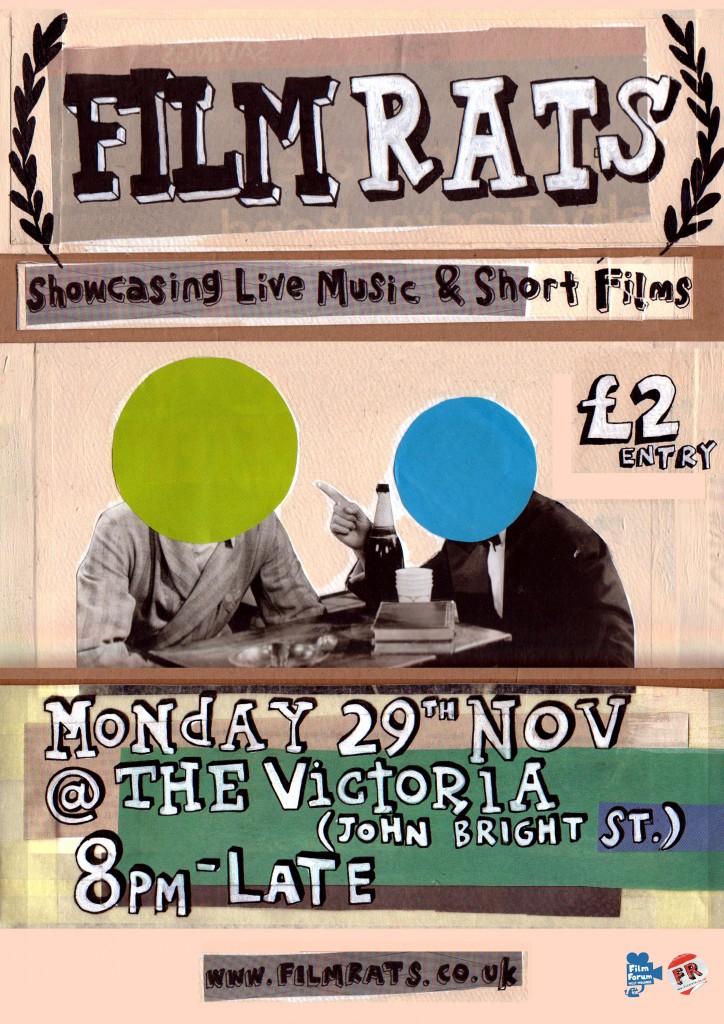 FILM RATS
Showcasing Live Music & Short Films
£2
ENTRY
MONDAY 29TH NOV
@ THE VICTORIA
(JOHN BRIGHT ST.)
8PM - LATE
WWW.FILMRATS.CO.UK
Film
Forum
FR